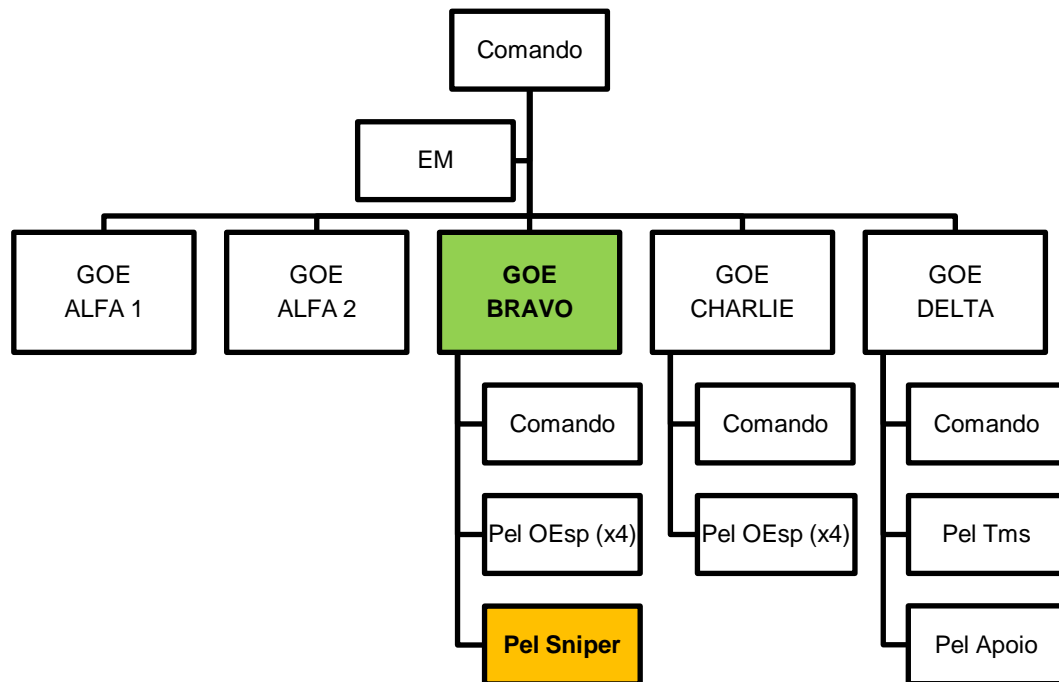 Comando
EM
GOE
ALFA 1
GOE
ALFA 2
GOE
BRAVO
GOE
CHARLIE
GOE
DELTA
Comando
Comando
Comando
Pel OEsp (x4)
Pel OEsp (x4)
Pel Tms
Pel Sniper
Pel Apoio